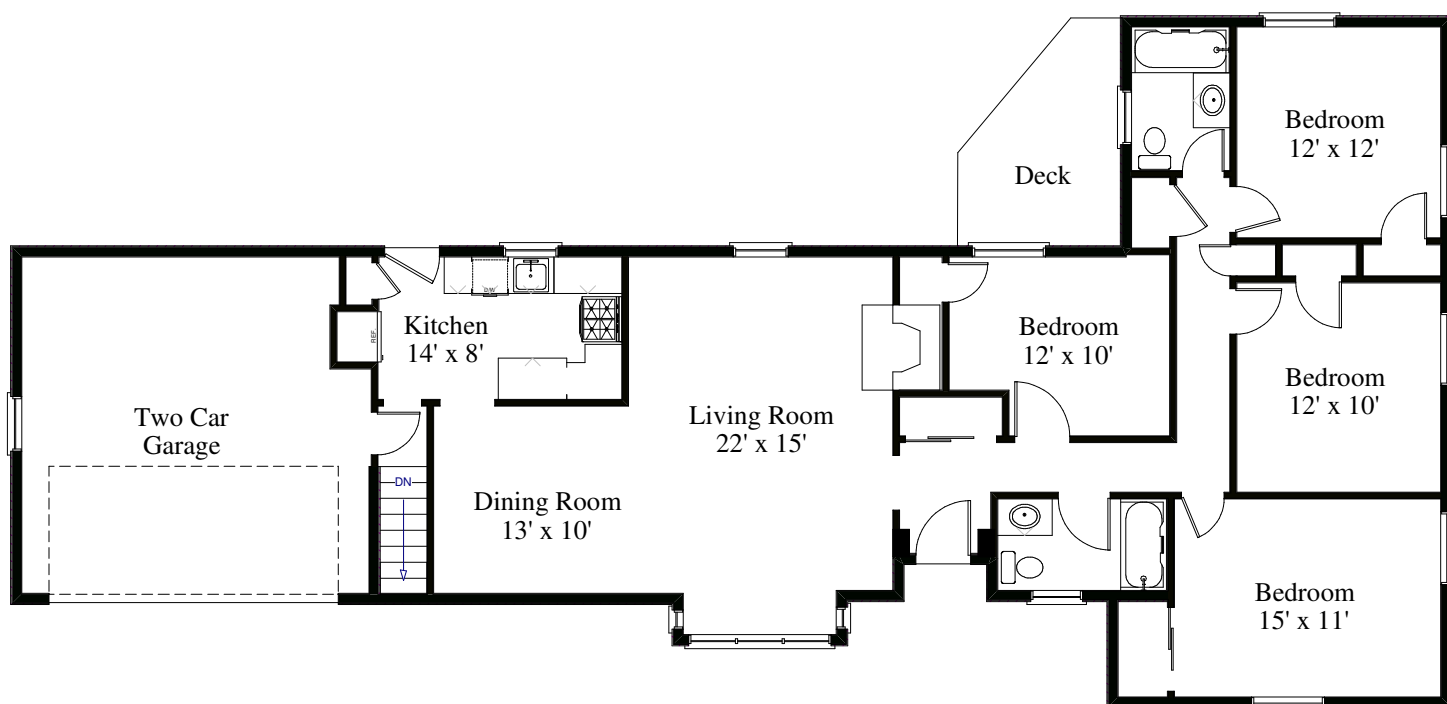 Bedroom
12' x 12'
Deck
Kitchen
14' x 8'
D/W
REF.
Bedroom
12' x 10'
Bedroom
12' x 10'
Two Car
Garage
Living Room
22' x 15'
DN
Dining Room
13' x 10'
Bedroom
15' x 11'